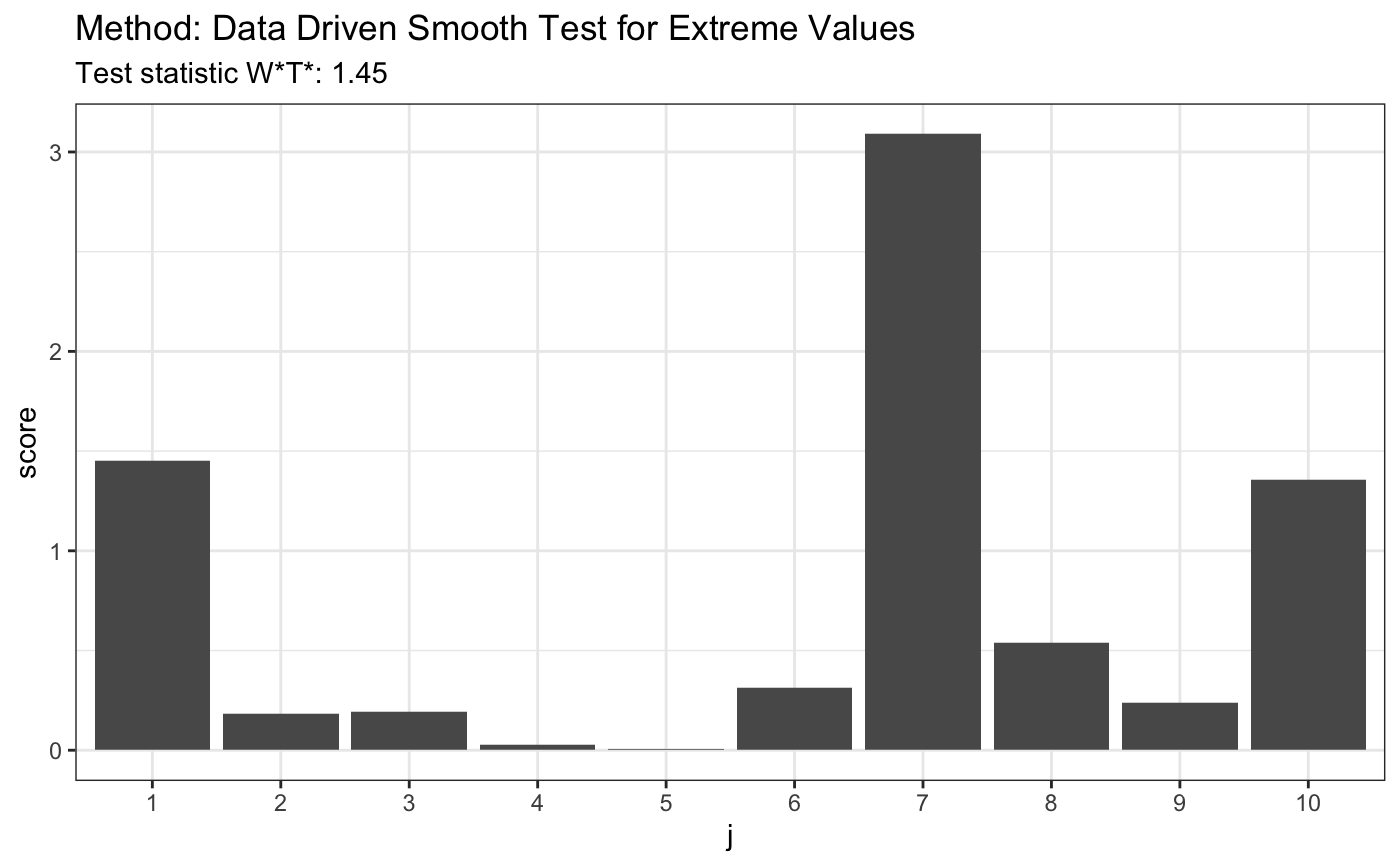 Method: Data Driven Smooth Test for Extreme Values
Test statistic W*T*: 1.45
3
2
1
0
score
1 2 3 4 5 6 7 8 9 10
j